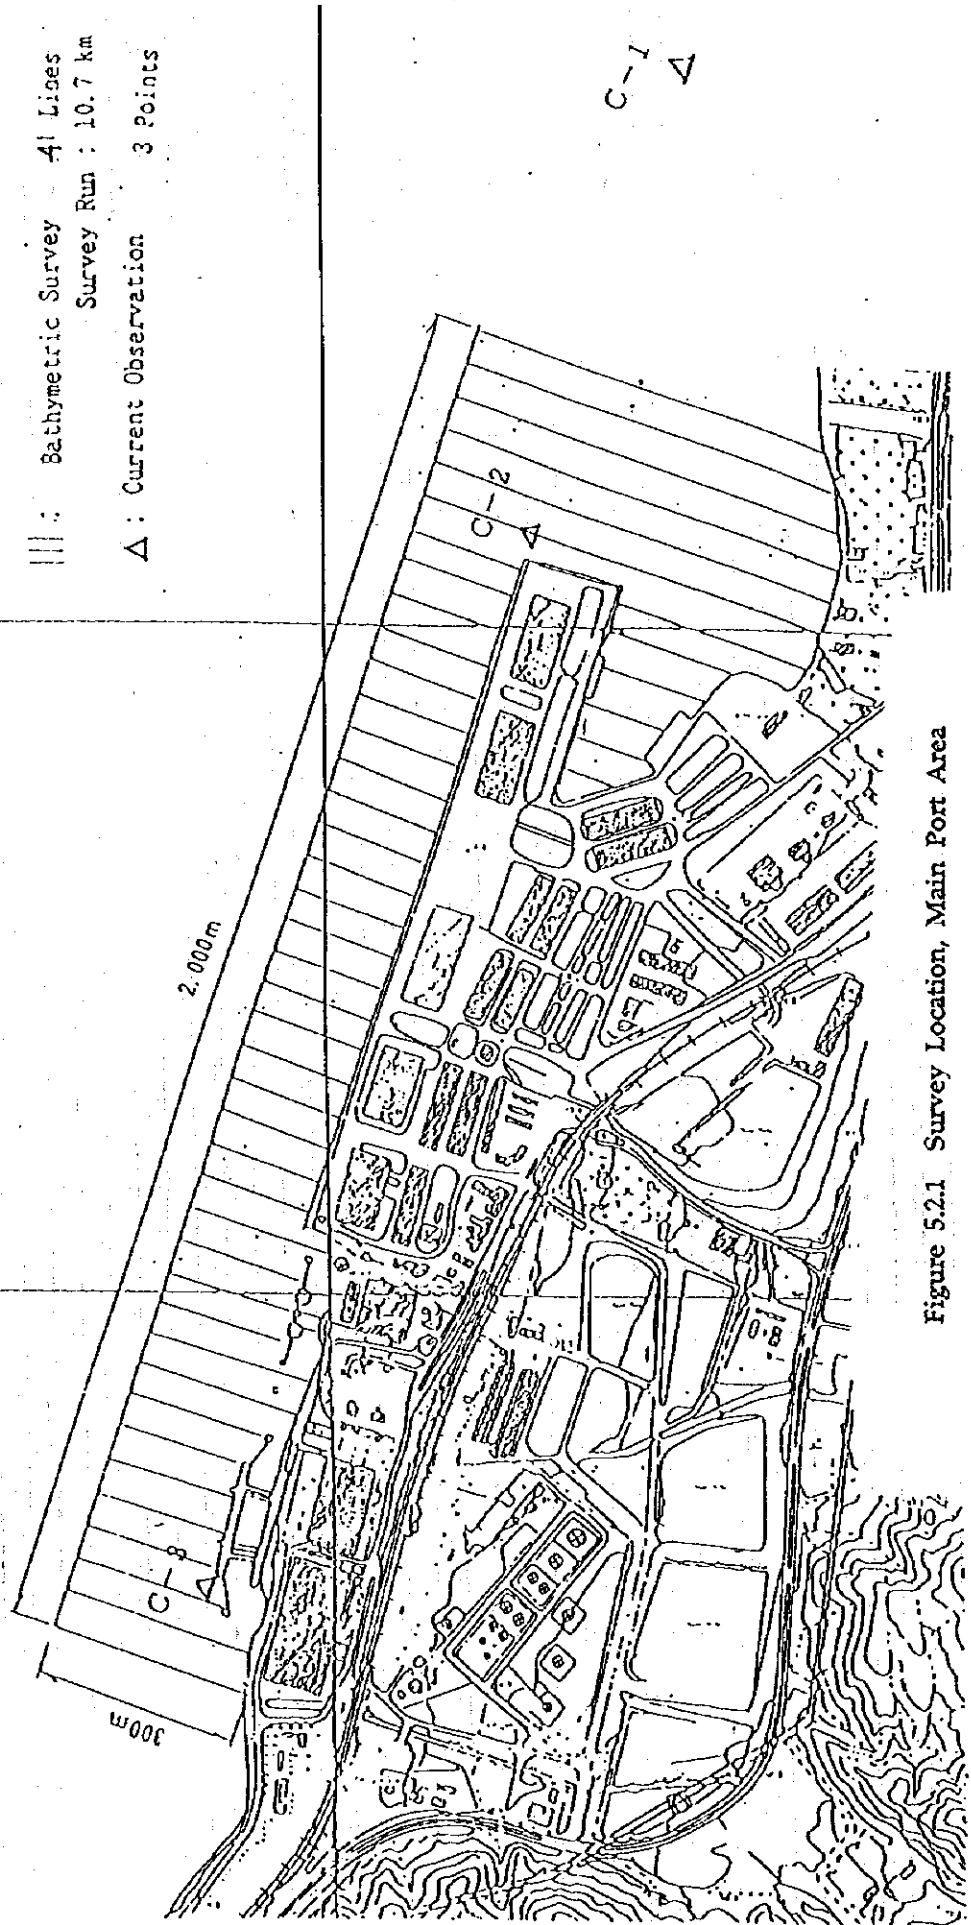 ||| : Bathymetric Survey 41 Lines
Survey Run : 10.7 km
△ : Current Observation 3 Points
C-1
C-2
2.000m
C-3
300m
Figure 5.2.1 Survey Location, Main Port Area